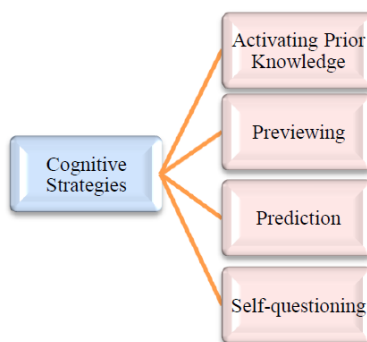 Cognitive
Strategies
Activating Prior
Knowledge
Previewing
Prediction
Self-questioning